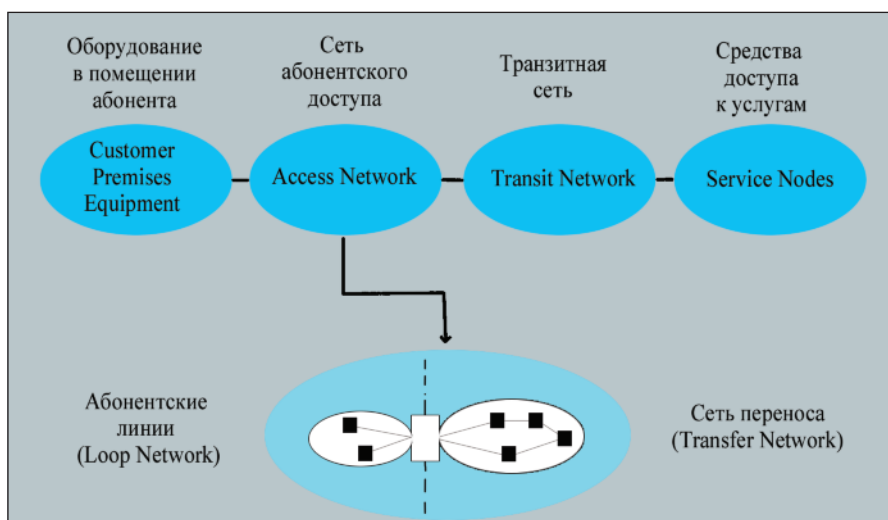 Оборудование
в помещении
абонента
Сеть
абонентского
доступа
Транзитная
сеть
Средства
доступа
к услугам
Customer
Premises
Equipment
Access Network
Transit Network
Service Nodes
Абонентские
линии
(Loop Network)
Сеть переноса
(Transfer Network)